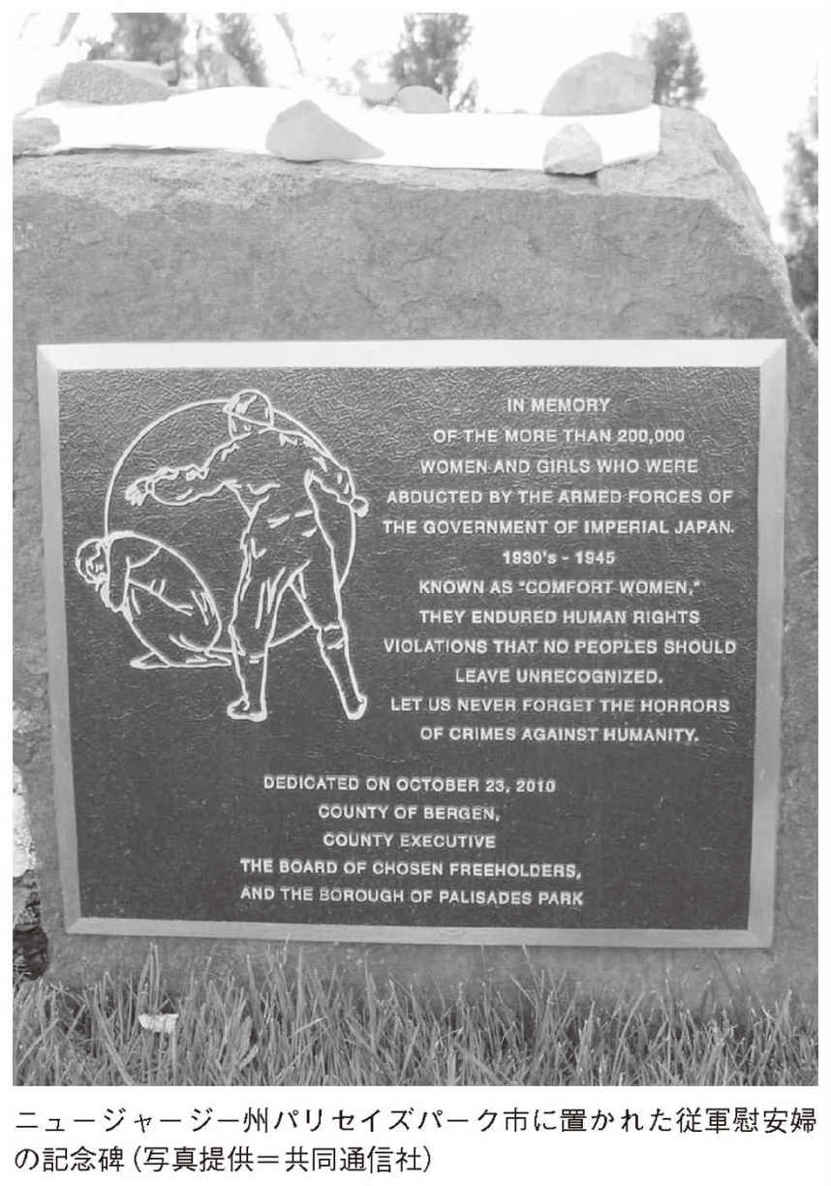 IN MEMORY
OF THE MORE THAN 200,000
WOMEN AND GIRLS WHO WERE
ABDUCTED BY THE ARMED FORCES OF
THE GOVERNMENT OF IMPERIAL JAPAN.
1930's - 1945
KNOWN AS "COMFORT WOMEN,"
THEY ENDURED HUMAN RIGHTS
VIOLATIONS THAT NO PEOPLES SHOULD
LEAVE UNRECOGNIZED.
LET US NEVER FORGET THE HORRORS
OF CRIMES AGAINST HUMANITY.
DEDICATED ON OCTOBER 23, 2010
COUNTY OF BERGEN,
COUNTY EXECUTIVE
THE BOARD OF CHOSEN FREEHOLDERS,
AND THE BOROUGH OF PALISADES PARK
ニュージャージー州パリセイズパーク市に置かれた従軍慰安婦
の記念碑（写真提供＝共同通信社）